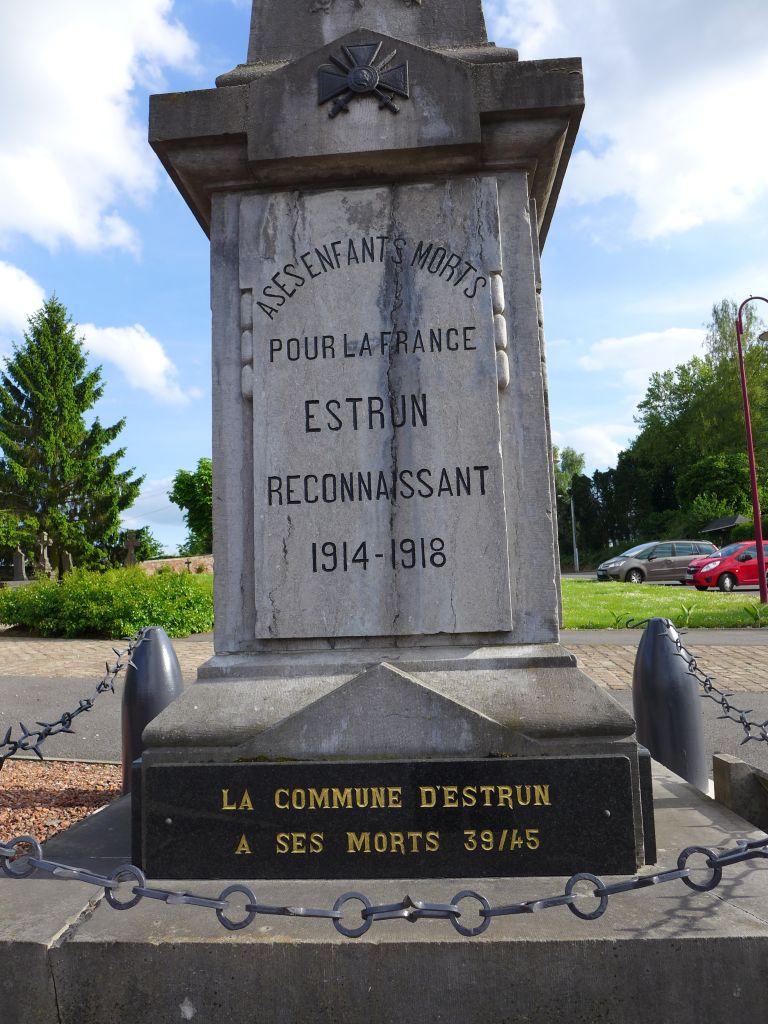 A SES ENFANTS MORTS
POUR LA FRANCE
ESTRUN
RECONNAISSANT
1914-1918
LA COMMUNE D'ESTRUN
A SES MORTS 39/45